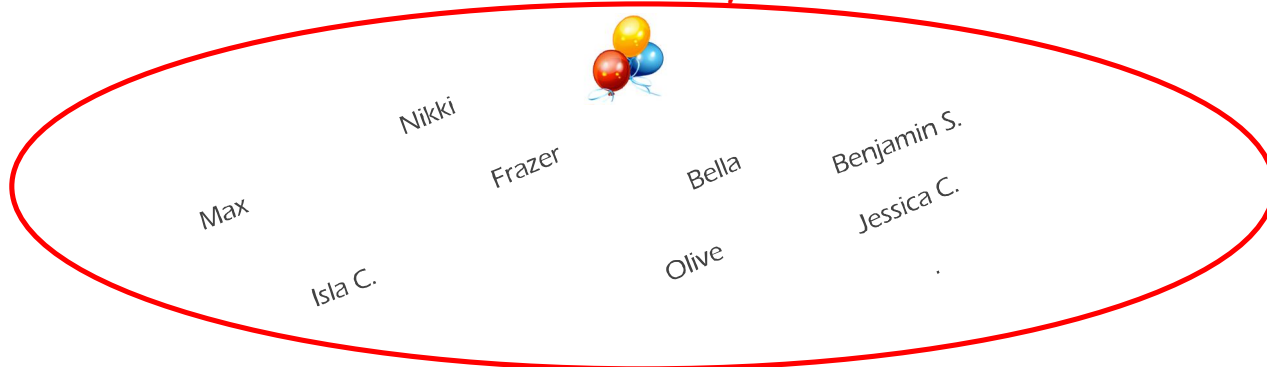 Nikki
Frazer
Bella
Benjamin S.
Max
Jessica C.
Isla C.
Olive
.